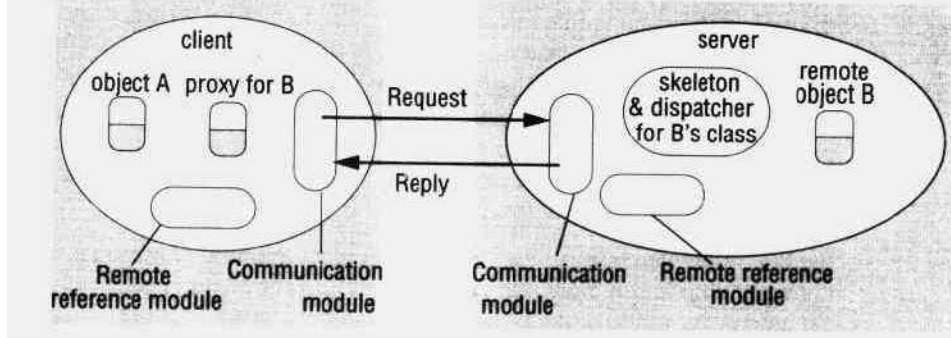 client
object A
proxy for B
Request
Reply
server
skeleton
& dispatcher
for B's class
remote
object B
Remote
reference module
Communication
module
Communication
module
Remote reference
module